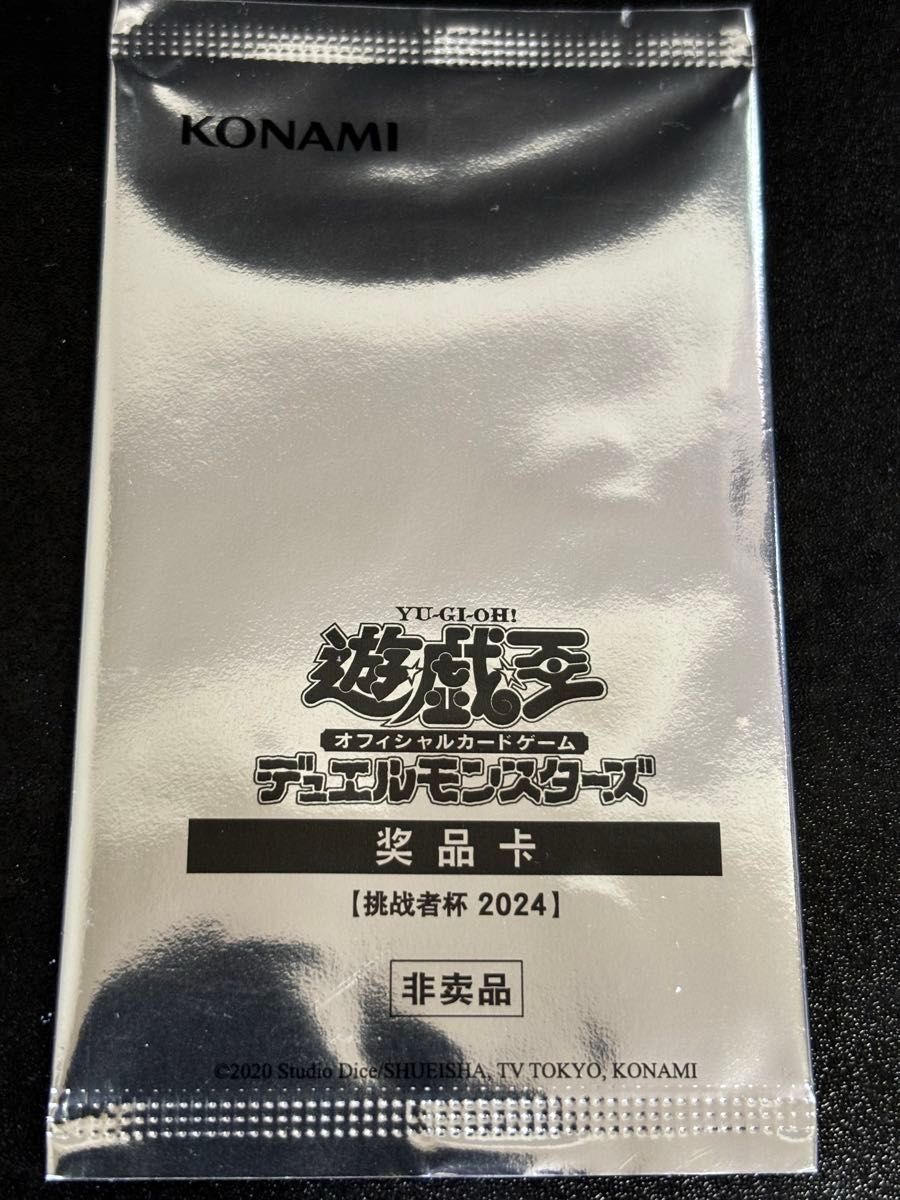 KONAMI
YU-GI-OH!
遊戯王
オフィシャルカードゲーム
デュエルモンスターズ
奖品卡
【挑战者杯 2024】
非卖品
©2020 Studio Dice/SHUEISHA, TV TOKYO, KONAMI